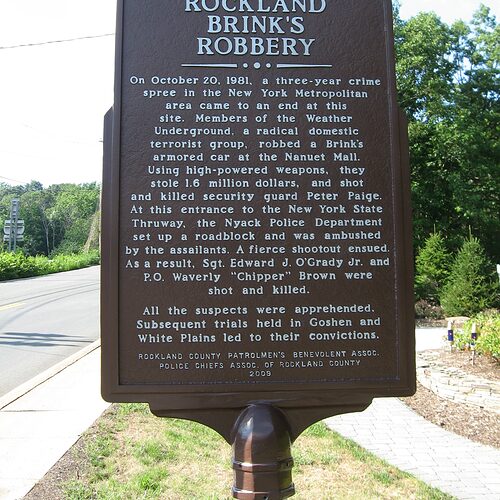 ROCKLAND
BRINK'S
ROBBERY
On October 20, 1981, a three-year crime
spree in the New York Metropolitan
area came to an end at this
site. Members of the Weather
Underground, a radical domestic
terrorist group, robbed a Brink's
armored car at the Nanuet Mall.
Using high-powered weapons, they
stole 1.6 million dollars, and shot
and killed security guard Peter Paige.
At this entrance to the New York State
Thruway, the Nyack Police Department
set up a roadblock and was ambushed
by the assailants. A fierce shootout ensued.
As a result, Sgt. Edward J. O'Grady Jr. and
P.O. Waverly "Chipper" Brown were
shot and killed.
All the suspects were apprehended.
Subsequent trials held in Goshen and
White Plains led to their convictions.
ROCKLAND COUNTY PATROLMEN'S BENEVOLENT ASSOC.
POLICE CHIEFS ASSOC. OF ROCKLAND COUNTY
2009